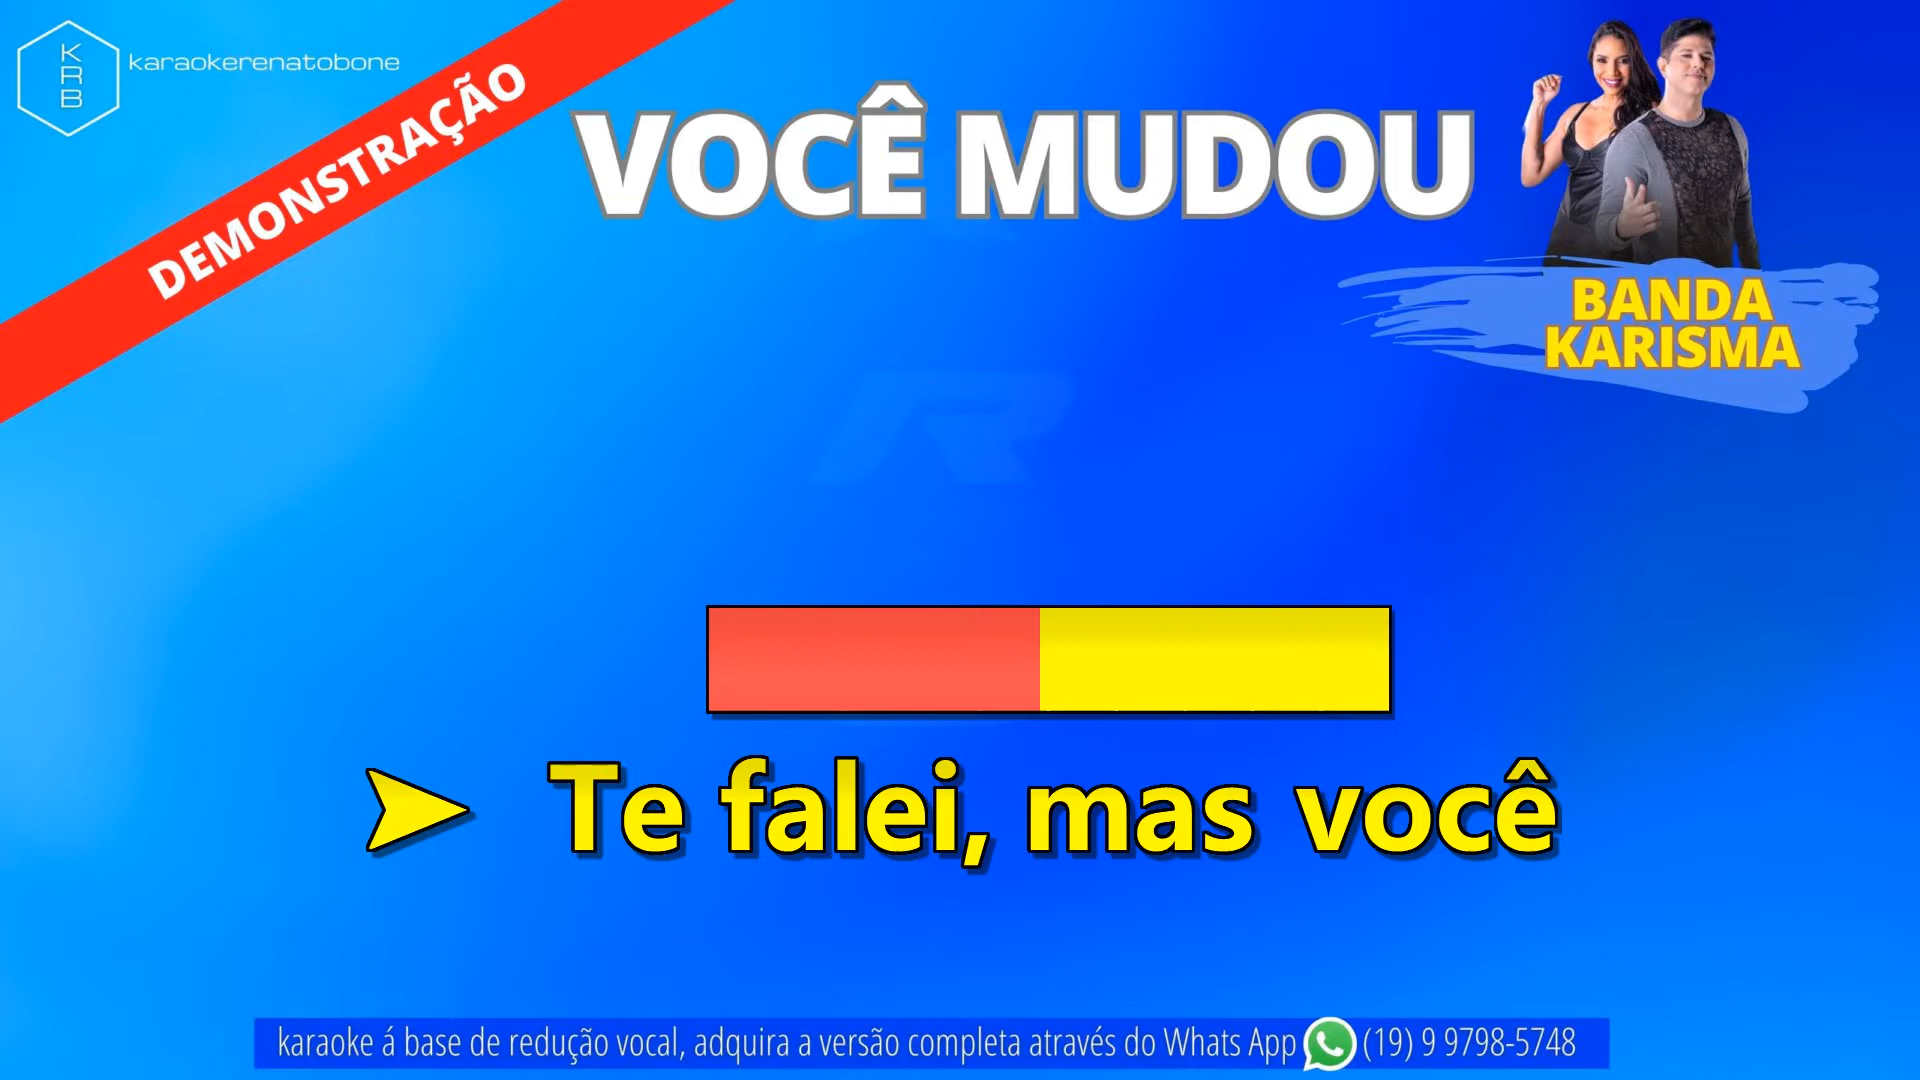 KRB
karaokerenatobone
DEMONSTRAÇÃO
VOCÊ MUDOU
BANDA
KARISMA
Te falei, mas você
karaoke á base de redução vocal, adquira a versão completa através do Whats App (19) 9 9798-5748